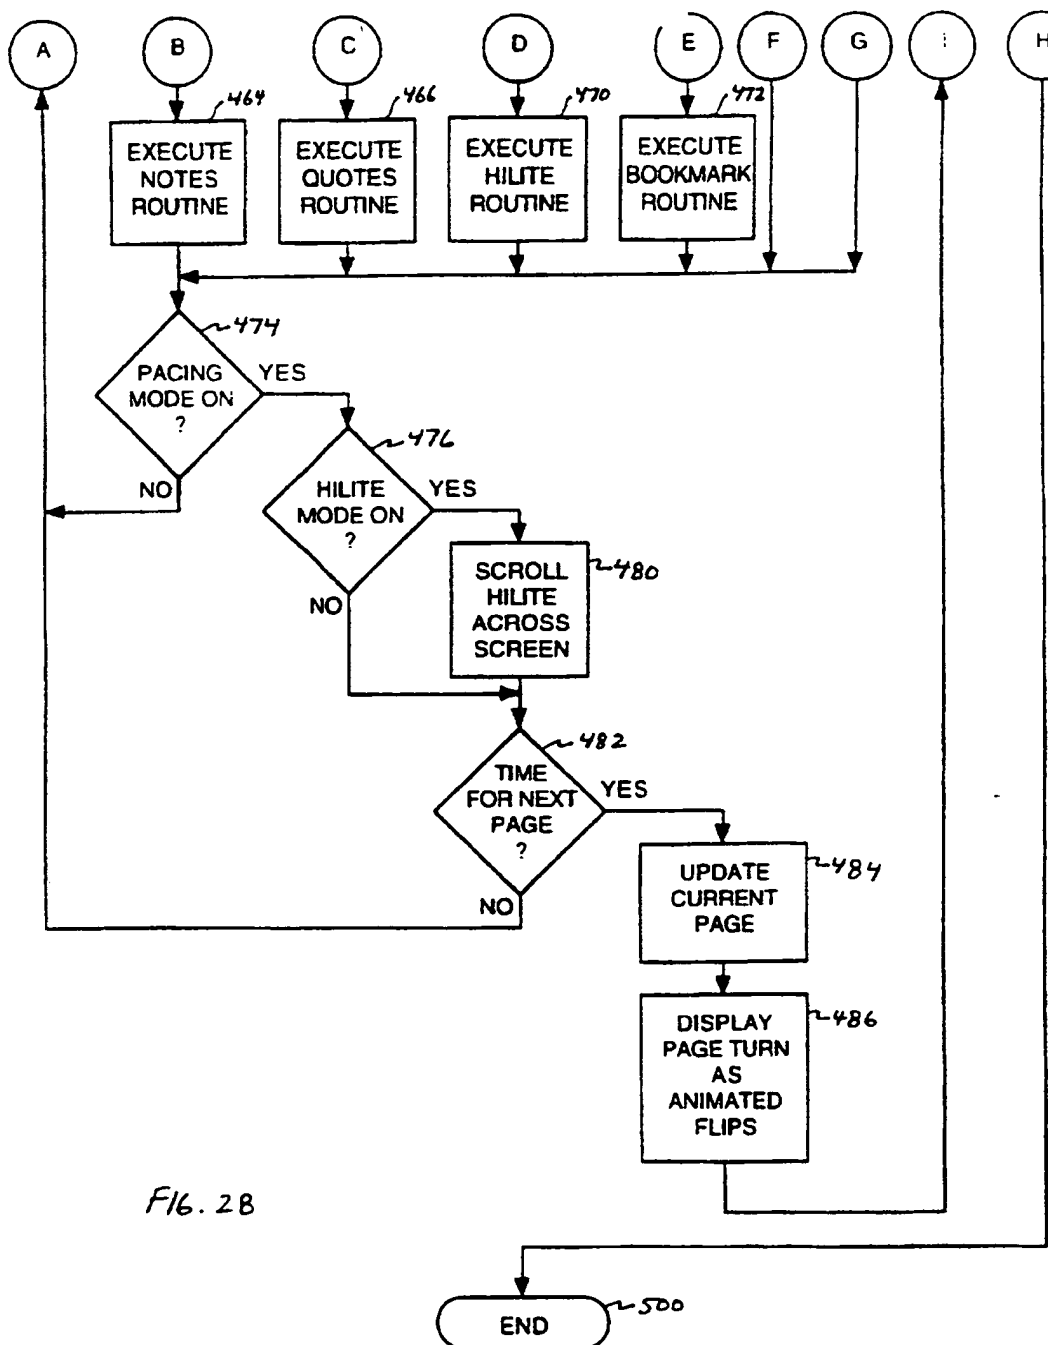 A B C D E F G I H
464 466 470 472
EXECUTE
NOTES
ROUTINE
EXECUTE
QUOTES
ROUTINE
EXECUTE
HILITE
ROUTINE
EXECUTE
BOOKMARK
ROUTINE
474
PACING
MODE ON
?
YES
NO
476
HILITE
MODE ON
?
YES
NO
480
SCROLL
HILITE
ACROSS
SCREEN
482
TIME
FOR NEXT
PAGE
?
YES
NO
484
UPDATE
CURRENT
PAGE
486
DISPLAY
PAGE TURN
AS
ANIMATED
FLIPS
FIG. 28
END
500